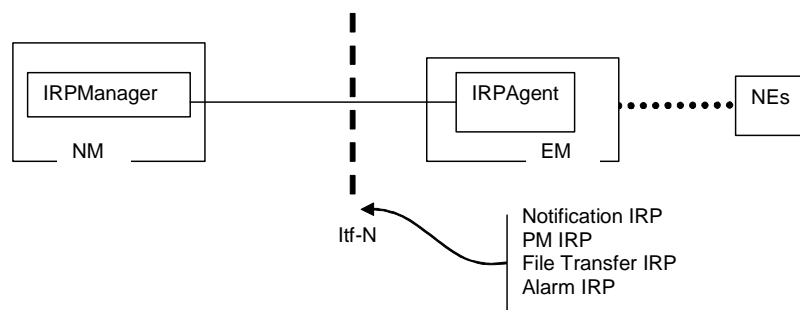 IRPManager
NM
IRPAgent
EM
NEs
Itf-N
Notification IRP
PM IRP
File Transfer IRP
Alarm IRP